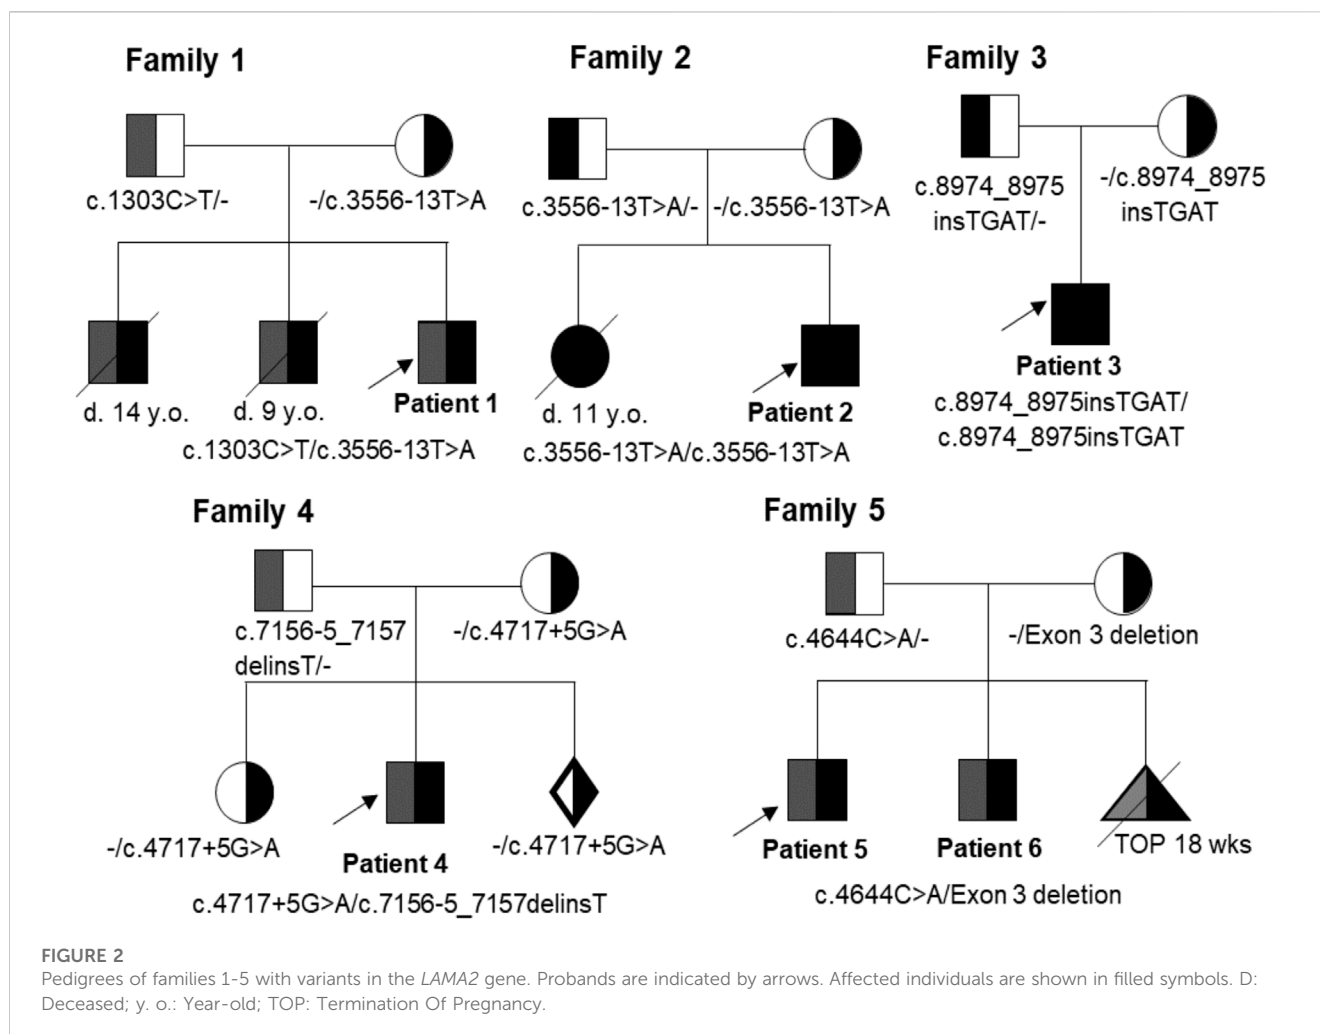 Family 1
c.1303C>T/-
-/c.3556-13T>A
d. 14 y.o.
d. 9 y.o.
Patient 1
c.1303C>T/c.3556-13T>A
Family 2
c.3556-13T>A/-
-/c.3556-13T>A
d. 11 y.o.
Patient 2
c.3556-13T>A/c.3556-13T>A
Family 3
c.8974_8975
insTGAT/-
-/c.8974_8975
insTGAT
Patient 3
c.8974_8975insTGAT/
c.8974_8975insTGAT
Family 4
c.7156-5_7157
delinsT/-
-/c.4717+5G>A
-/c.4717+5G>A
Patient 4
-/c.4717+5G>A
c.4717+5G>A/c.7156-5_7157delinsT
Family 5
c.4644C>A/-
-/Exon 3 deletion
Patient 5
Patient 6
TOP 18 wks
c.4644C>A/Exon 3 deletion
FIGURE 2
Pedigrees of families 1-5 with variants in the LAMA2 gene. Probands are indicated by arrows. Affected individuals are shown in filled symbols. D:
Deceased; y. o.: Year-old; TOP: Termination Of Pregnancy.